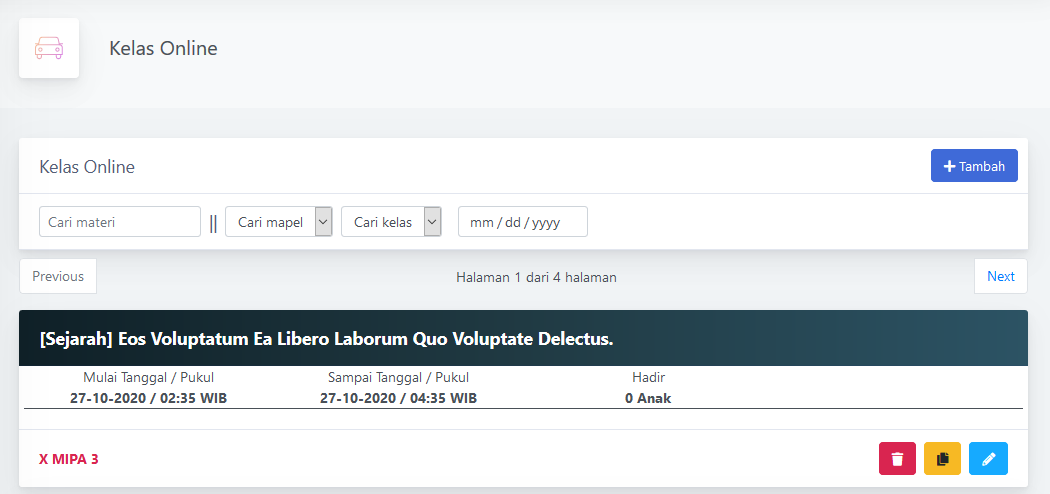 Kelas Online
Kelas Online
Tambah
Cari materi || Cari mapel Cari kelas mm / dd / yyyy
Previous Halaman 1 dari 4 halaman Next
[Sejarah] Eos Voluptatum Ea Libero Laborum Quo Voluptate Delectus.
Mulai Tanggal / Pukul Sampai Tanggal / Pukul Hadir
27-10-2020 / 02:35 WIB 27-10-2020 / 04:35 WIB 0 Anak
X MIPA 3